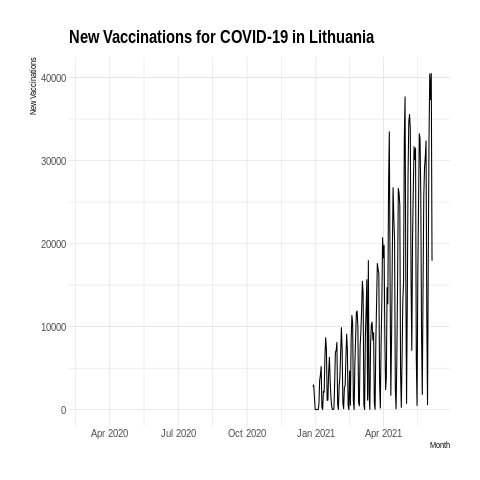 New Vaccinations for COVID-19 in Lithuania
New Vaccinations
40000
30000
20000
10000
0
Apr 2020 Jul 2020 Oct 2020 Jan 2021 Apr 2021
Month